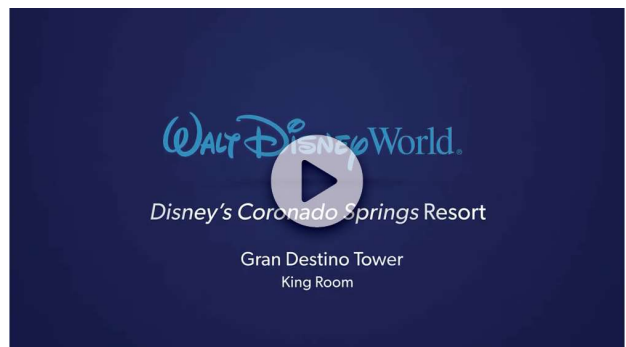 Walt Disney World.
Disney's Coronado Springs Resort
Gran Destino Tower
King Room